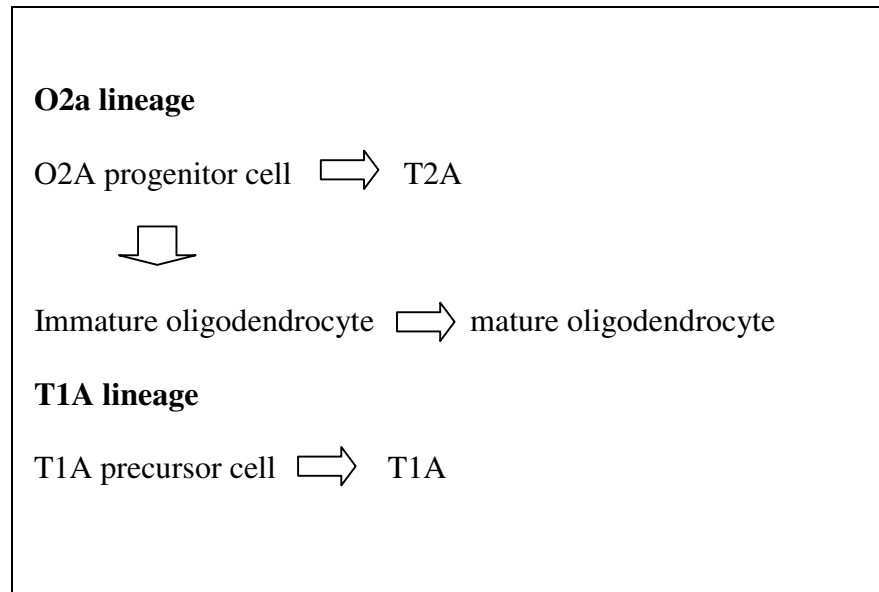 O2a lineage
O2A progenitor cell T2A
Immature oligodendrocyte mature oligodendrocyte
T1A lineage
T1A precursor cell T1A